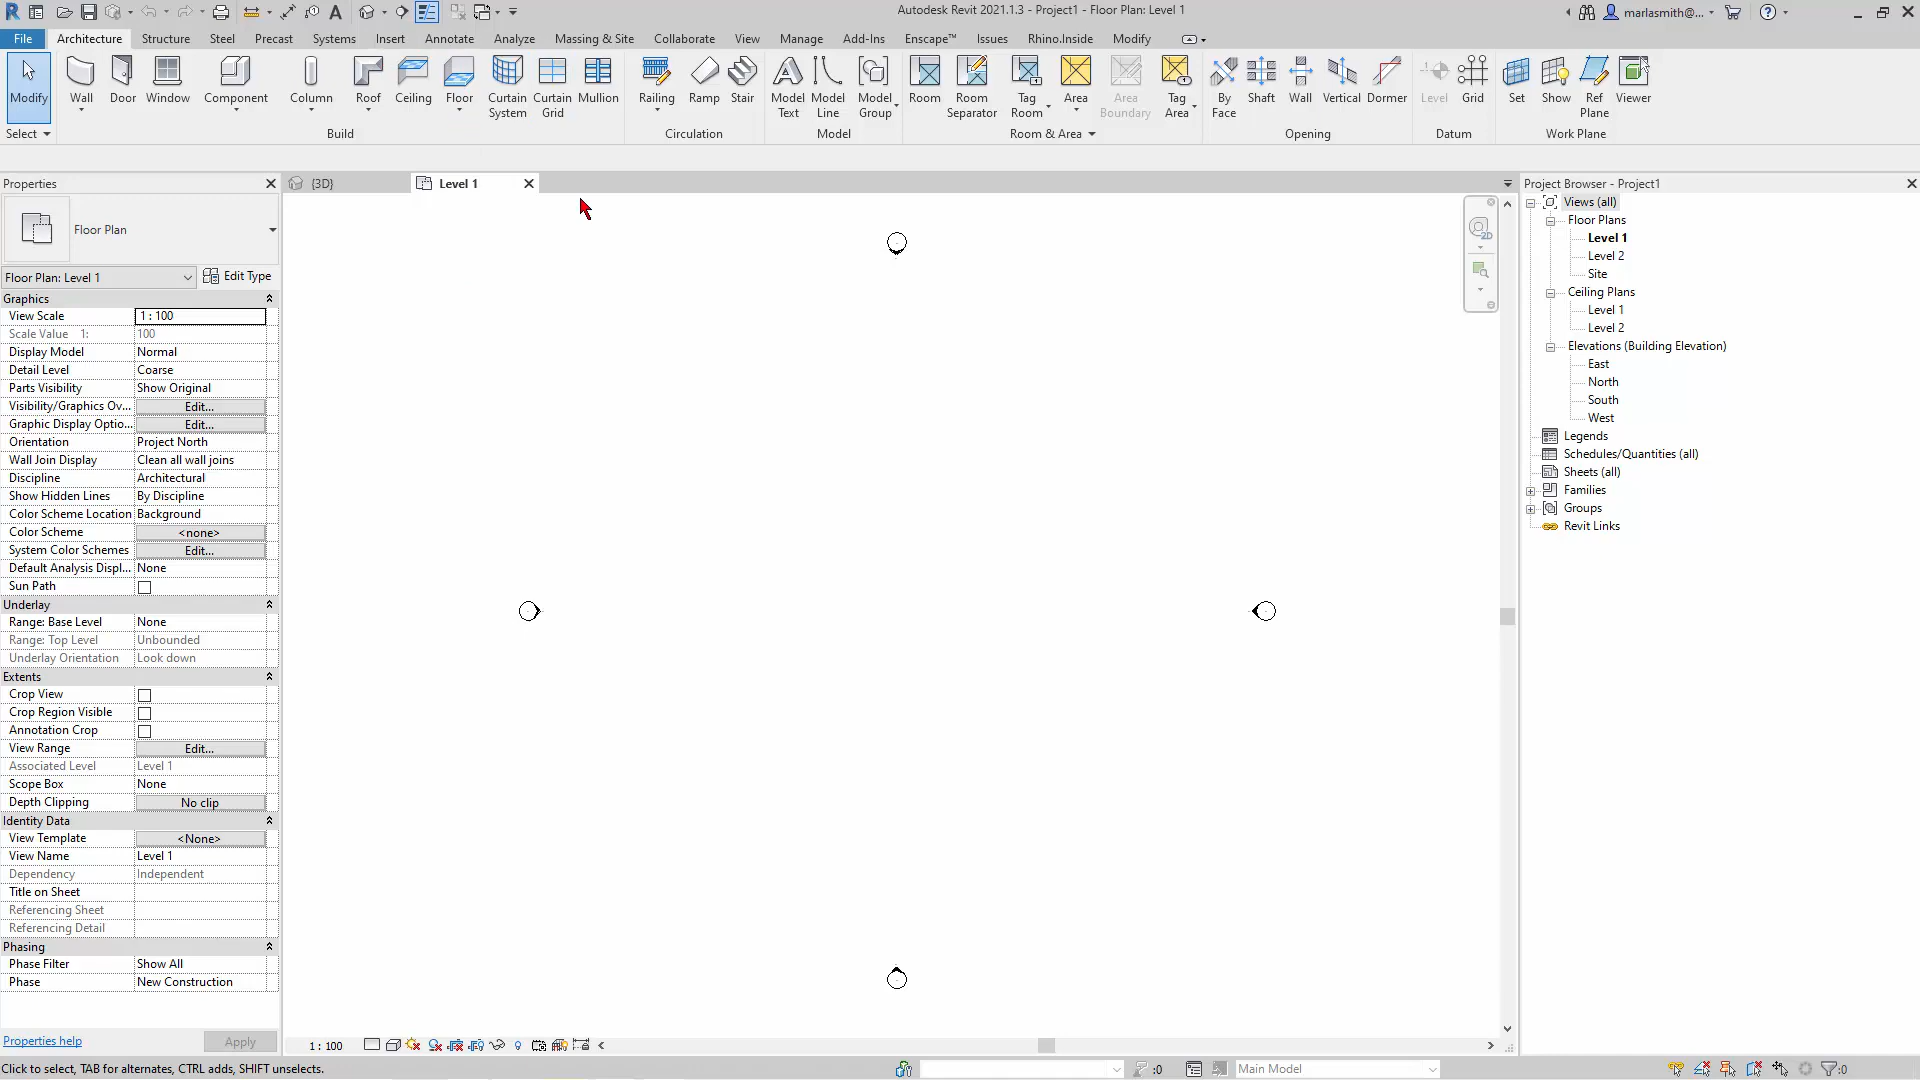 Autodesk Revit 2021.1.3 - Project1 - Floor Plan: Level 1
marlasmith@...
File Architecture Structure Steel Precast Systems Insert Annotate Analyze Massing & Site Collaborate View Manage Add-Ins Enscape™ Issues Rhino.Inside Modify
Modify Wall Door Window Component Column Roof Ceiling Floor Curtain System Curtain Grid Mullion Railing Ramp Stair Model Text Model Line Model Group Room Room Separator Tag Room Area Area Boundary Tag Area By Face Shaft Wall Vertical Dormer Level Grid Set Show Ref Plane Viewer
Select Build Circulation Model Room & Area Opening Datum Work Plane
Properties
{3D}
Level 1
Project Browser - Project1
Floor Plan
Floor Plan: Level 1
Edit Type
Graphics
View Scale 1 : 100
Scale Value 1: 100
Display Model Normal
Detail Level Coarse
Parts Visibility Show Original
Visibility/Graphics Ov... Edit...
Graphic Display Optio... Edit...
Orientation Project North
Wall Join Display Clean all wall joins
Discipline Architectural
Show Hidden Lines By Discipline
Color Scheme Location Background
Color Scheme <none>
System Color Schemes Edit...
Default Analysis Displ... None
Sun Path
Underlay
Range: Base Level None
Range: Top Level Unbounded
Underlay Orientation Look down
Extents
Crop View
Crop Region Visible
Annotation Crop
View Range Edit...
Associated Level Level 1
Scope Box None
Depth Clipping No clip
Identity Data
View Template <None>
View Name Level 1
Dependency Independent
Title on Sheet
Referencing Sheet
Referencing Detail
Phasing
Phase Filter Show All
Phase New Construction
Properties help
Apply
2D
Views (all)
Floor Plans
Level 1
Level 2
Site
Ceiling Plans
Level 1
Level 2
Elevations (Building Elevation)
East
North
South
West
Legends
Schedules/Quantities (all)
Sheets (all)
Families
Groups
Revit Links
1 : 100
Click to select, TAB for alternates, CTRL adds, SHIFT unselects.
:0
Main Model
:0